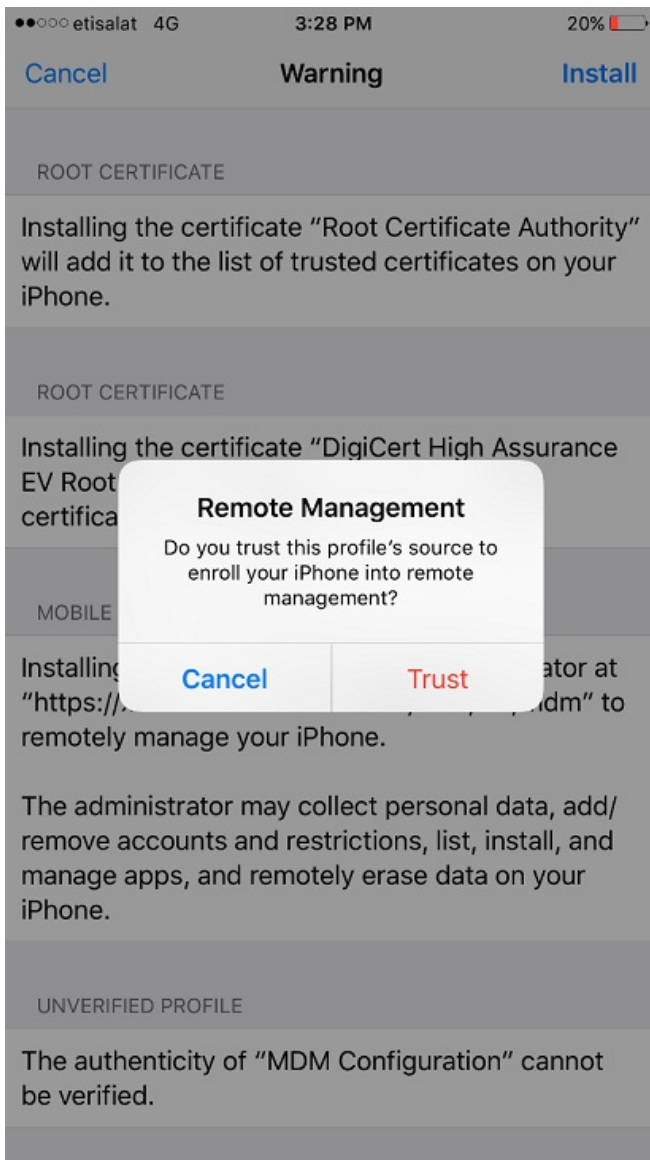 etisalat 4G 3:28 PM 20%
Cancel Warning Install
ROOT CERTIFICATE
Installing the certificate “Root Certificate Authority”
will add it to the list of trusted certificates on your
iPhone.
ROOT CERTIFICATE
Installing the certificate “DigiCert High Assurance
EV Root
certifica
Remote Management
Do you trust this profile’s source to
enroll your iPhone into remote
management?
Cancel Trust
MOBILE
Installing ator at
“https:// dm” to
remotely manage your iPhone.
The administrator may collect personal data, add/
remove accounts and restrictions, list, install, and
manage apps, and remotely erase data on your
iPhone.
UNVERIFIED PROFILE
The authenticity of “MDM Configuration” cannot
be verified.